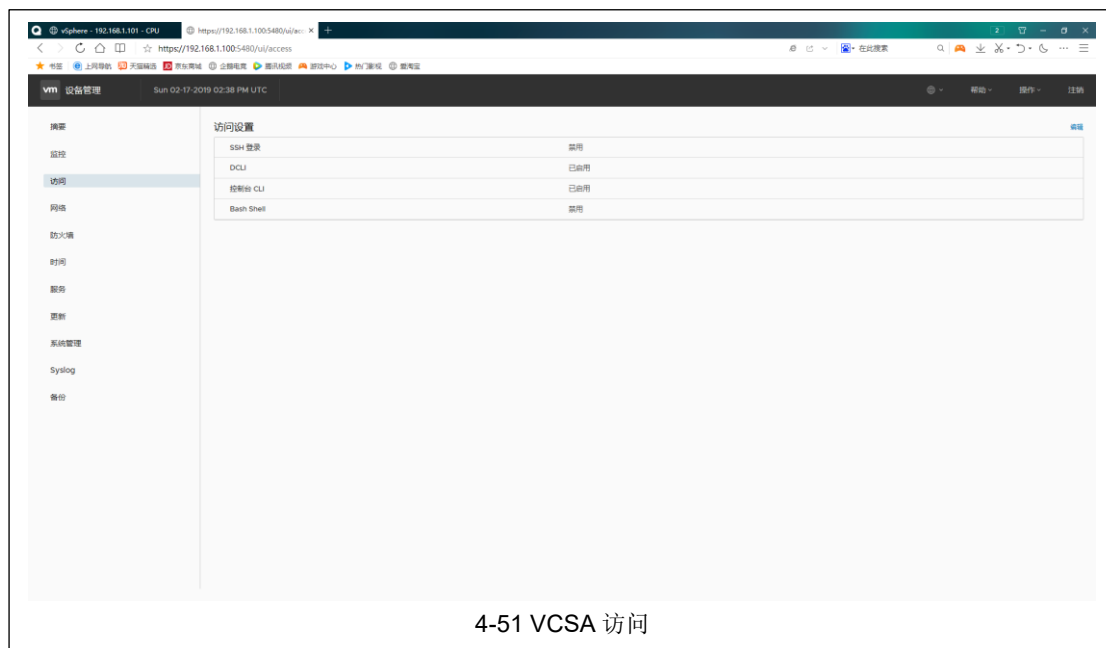 vSphere - 192.168.1.101 - CPU
https://192.168.1.100:5480/ui/acc
2
https://192.168.1.100:5480/ui/access
在此搜索
书签 上网导航 天猫精选 京东商城 企鹅电竞 腾讯视频 游戏中心 热门影视 爱淘宝
vm 设备管理 Sun 02-17-2019 02:38 PM UTC 帮助 操作 注销
摘要
监控
访问
网络
防火墙
时间
服务
更新
系统管理
Syslog
备份
访问设置 编辑
SSH 登录 禁用
DCLI 已启用
控制台 CLI 已启用
Bash Shell 禁用
4-51 VCSA 访问